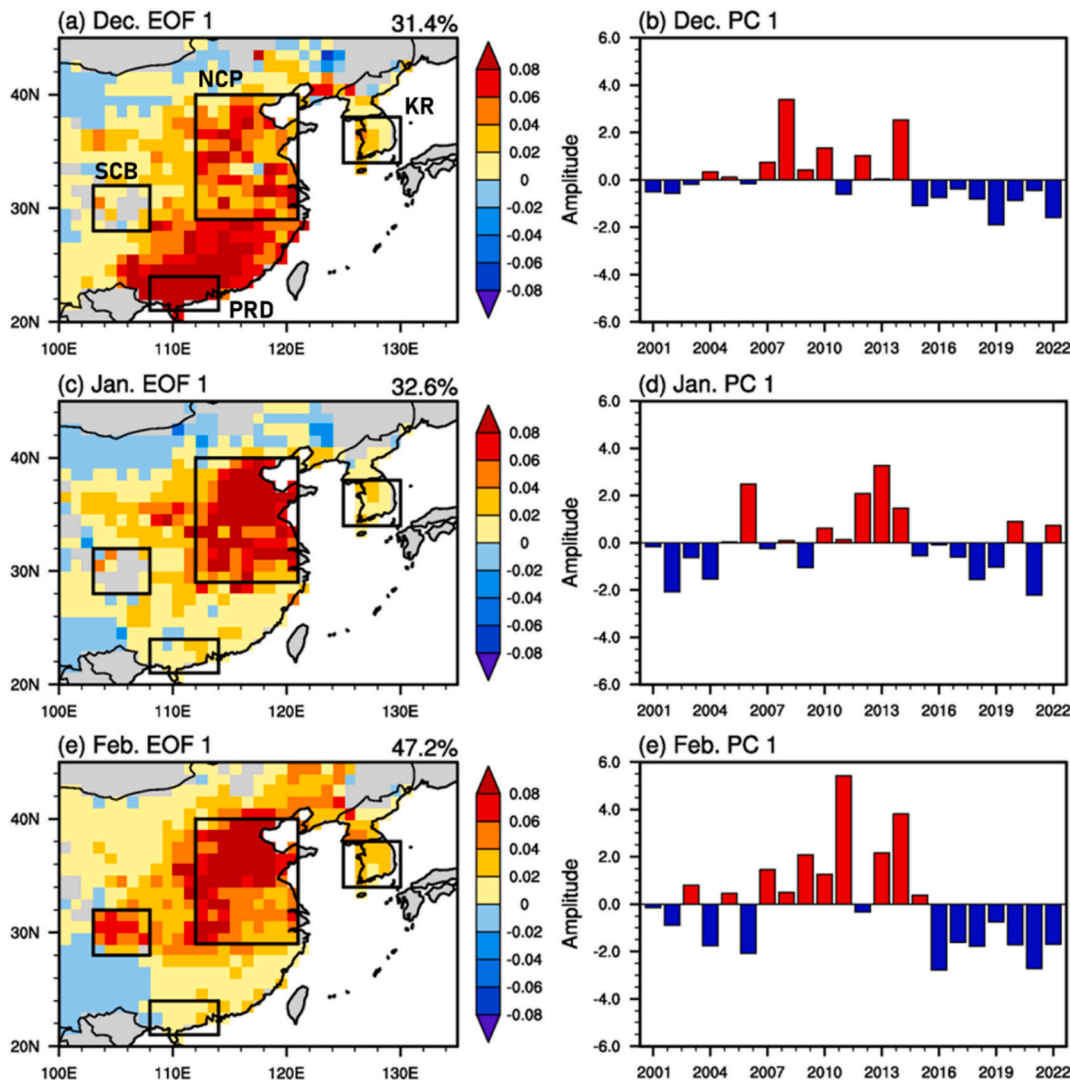 (a) Dec. EOF 1 31.4%
40N
30N
20N
100E 110E 120E 130E
NCP
KR
SCB
PRD
0.08
0.06
0.04
0.02
0
-0.02
-0.04
-0.06
-0.08
(b) Dec. PC 1
Amplitude
6.0
4.0
2.0
0.0
-2.0
-4.0
-6.0
2001 2004 2007 2010 2013 2016 2019 2022
(c) Jan. EOF 1 32.6%
40N
30N
20N
100E 110E 120E 130E
0.08
0.06
0.04
0.02
0
-0.02
-0.04
-0.06
-0.08
(d) Jan. PC 1
Amplitude
6.0
4.0
2.0
0.0
-2.0
-4.0
-6.0
2001 2004 2007 2010 2013 2016 2019 2022
(e) Feb. EOF 1 47.2%
40N
30N
20N
100E 110E 120E 130E
0.08
0.06
0.04
0.02
0
-0.02
-0.04
-0.06
-0.08
(e) Feb. PC 1
Amplitude
6.0
4.0
2.0
0.0
-2.0
-4.0
-6.0
2001 2004 2007 2010 2013 2016 2019 2022